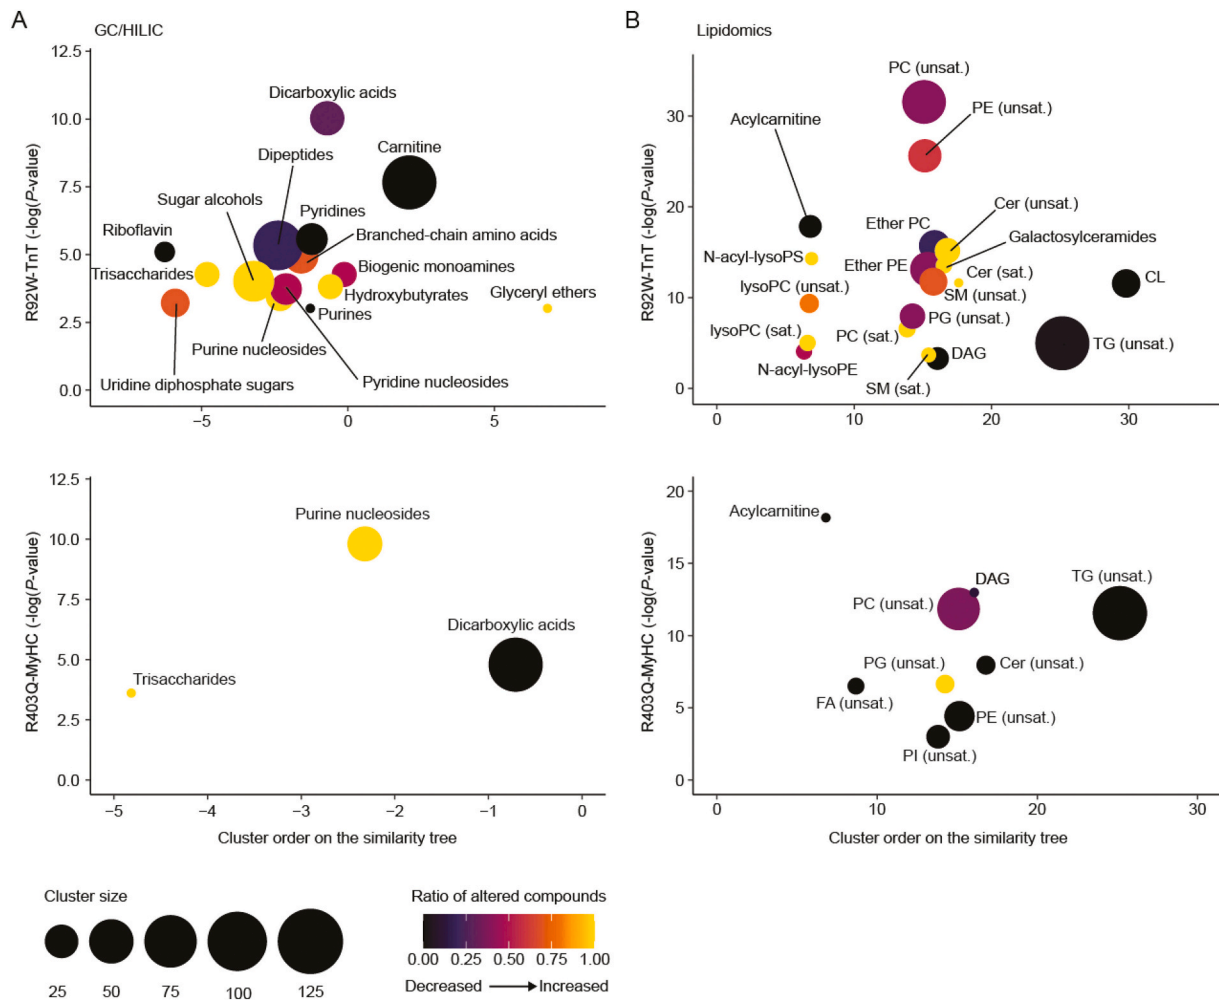 A
GC/HILIC
R92W-TnT (-log(P-value)
12.5
10.0
7.5
5.0
2.5
0.0
−5
0
5
Dicarboxylic acids
Dipeptides
Carnitine
Sugar alcohols
Pyridines
Riboflavin
Branched-chain amino acids
Trisaccharides
Biogenic monoamines
Hydroxybutyrates
Glyceryl ethers
Purines
Purine nucleosides
Uridine diphosphate sugars
Pyridine nucleosides
B
Lipidomics
R92W-TnT (-log(P-value)
30
20
10
0
0
10
20
30
PC (unsat.)
PE (unsat.)
Acylcarnitine
Cer (unsat.)
Ether PC
Galactosylceramides
N-acyl-lysoPS
Ether PE
Cer (sat.)
CL
lysoPC (unsat.)
SM (unsat.)
PG (unsat.)
lysoPC (sat.)
PC (sat.)
TG (unsat.)
DAG
N-acyl-lysoPE
SM (sat.)
R403Q-MyHC (-log(P-value)
12.5
10.0
7.5
5.0
2.5
0.0
−5
−4
−3
−2
−1
0
Purine nucleosides
Dicarboxylic acids
Trisaccharides
Cluster order on the similarity tree
R403Q-MyHC (-log(P-value)
20
15
10
5
0
0
10
20
30
Acylcarnitine
DAG
TG (unsat.)
PC (unsat.)
PG (unsat.)
Cer (unsat.)
FA (unsat.)
PE (unsat.)
PI (unsat.)
Cluster order on the similarity tree
Cluster size
25 50 75 100 125
Ratio of altered compounds
0.00 0.25 0.50 0.75 1.00
Decreased Increased